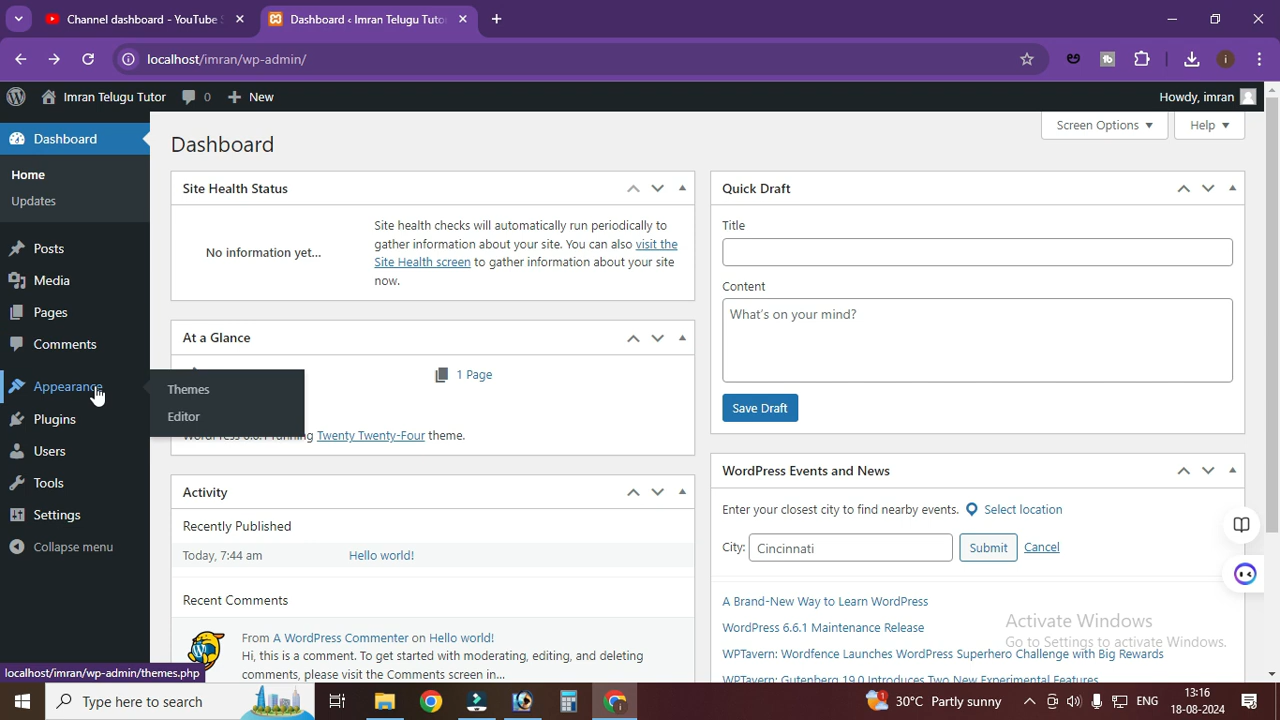 Channel dashboard - YouTube S
Dashboard ‹ Imran Telugu Tuto
localhost/imran/wp-admin/
Imran Telugu Tutor
0
New
Howdy, imran
Dashboard
Home
Updates
Posts
Media
Pages
Comments
Appearance
Themes
Editor
Plugins
Users
Tools
Settings
Collapse menu
Dashboard
Screen Options
Help
Site Health Status
No information yet...
Site health checks will automatically run periodically to
gather information about your site. You can also visit the
Site Health screen to gather information about your site
now.
At a Glance
1 Page
Twenty Twenty-Four theme.
Activity
Recently Published
Today, 7:44 am
Hello world!
Recent Comments
From A WordPress Commenter on Hello world!
Hi, this is a comment. To get started with moderating, editing, and deleting
comments, please visit the Comments screen in...
Quick Draft
Title
Content
What's on your mind?
Save Draft
WordPress Events and News
Enter your closest city to find nearby events.
Select location
City:
Cincinnati
Submit
Cancel
A Brand-New Way to Learn WordPress
WordPress 6.6.1 Maintenance Release
WPTavern: Wordfence Launches WordPress Superhero Challenge with Big Rewards
WPTavern: Gutenberg 19.0 Introduces Two New Experimental Features
Activate Windows
Go to Settings to activate Windows.
localhost/imran/wp-admin/themes.php
Type here to search
30°C Partly sunny
ENG
13:16
18-08-2024